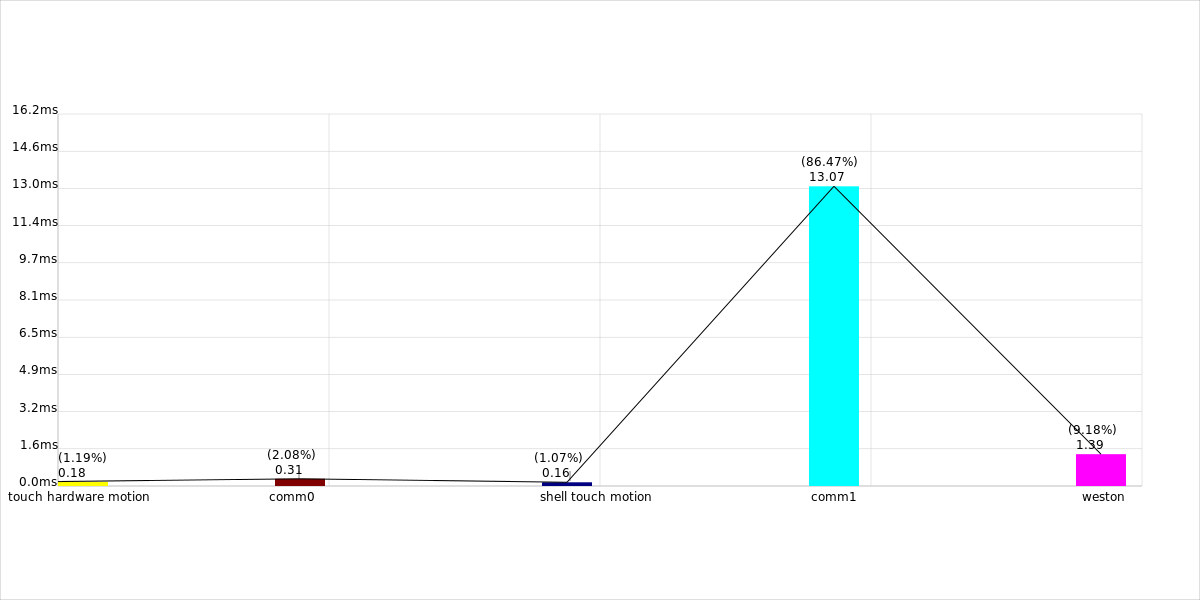 16.2ms
14.6ms
13.0ms
11.4ms
9.7ms
8.1ms
6.5ms
4.9ms
3.2ms
1.6ms
0.0ms
(1.19%)
0.18
(2.08%)
0.31
(1.07%)
0.16
(86.47%)
13.07
(9.18%)
1.39
touch hardware motion
comm0
shell touch motion
comm1
weston